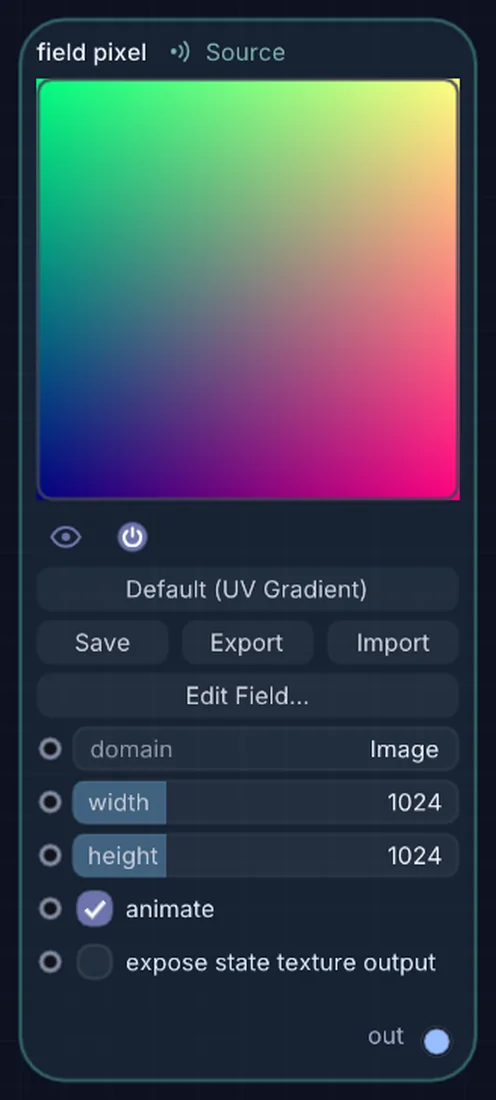 field pixel Source
Default (UV Gradient)
Save Export Import
Edit Field...
domain Image
width 1024
height 1024
animate
expose state texture output
out